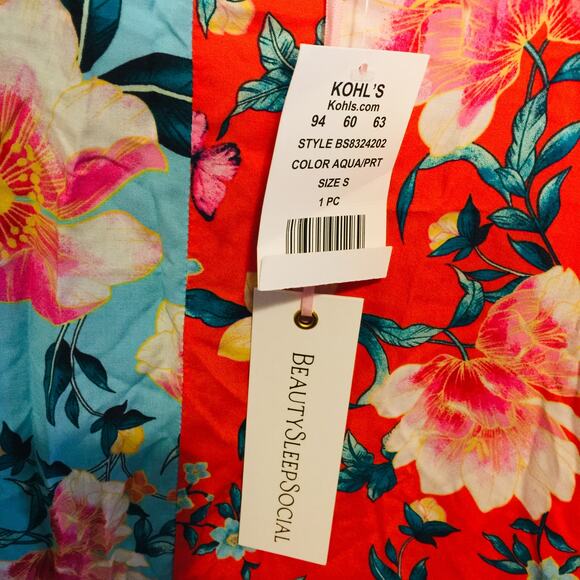 KOHL'S
Kohls.com
94 60 63
STYLE BS8324202
COLOR AQUA/PRT
SIZE S
1 PC
BEAUTYSLEEPSOCIAL